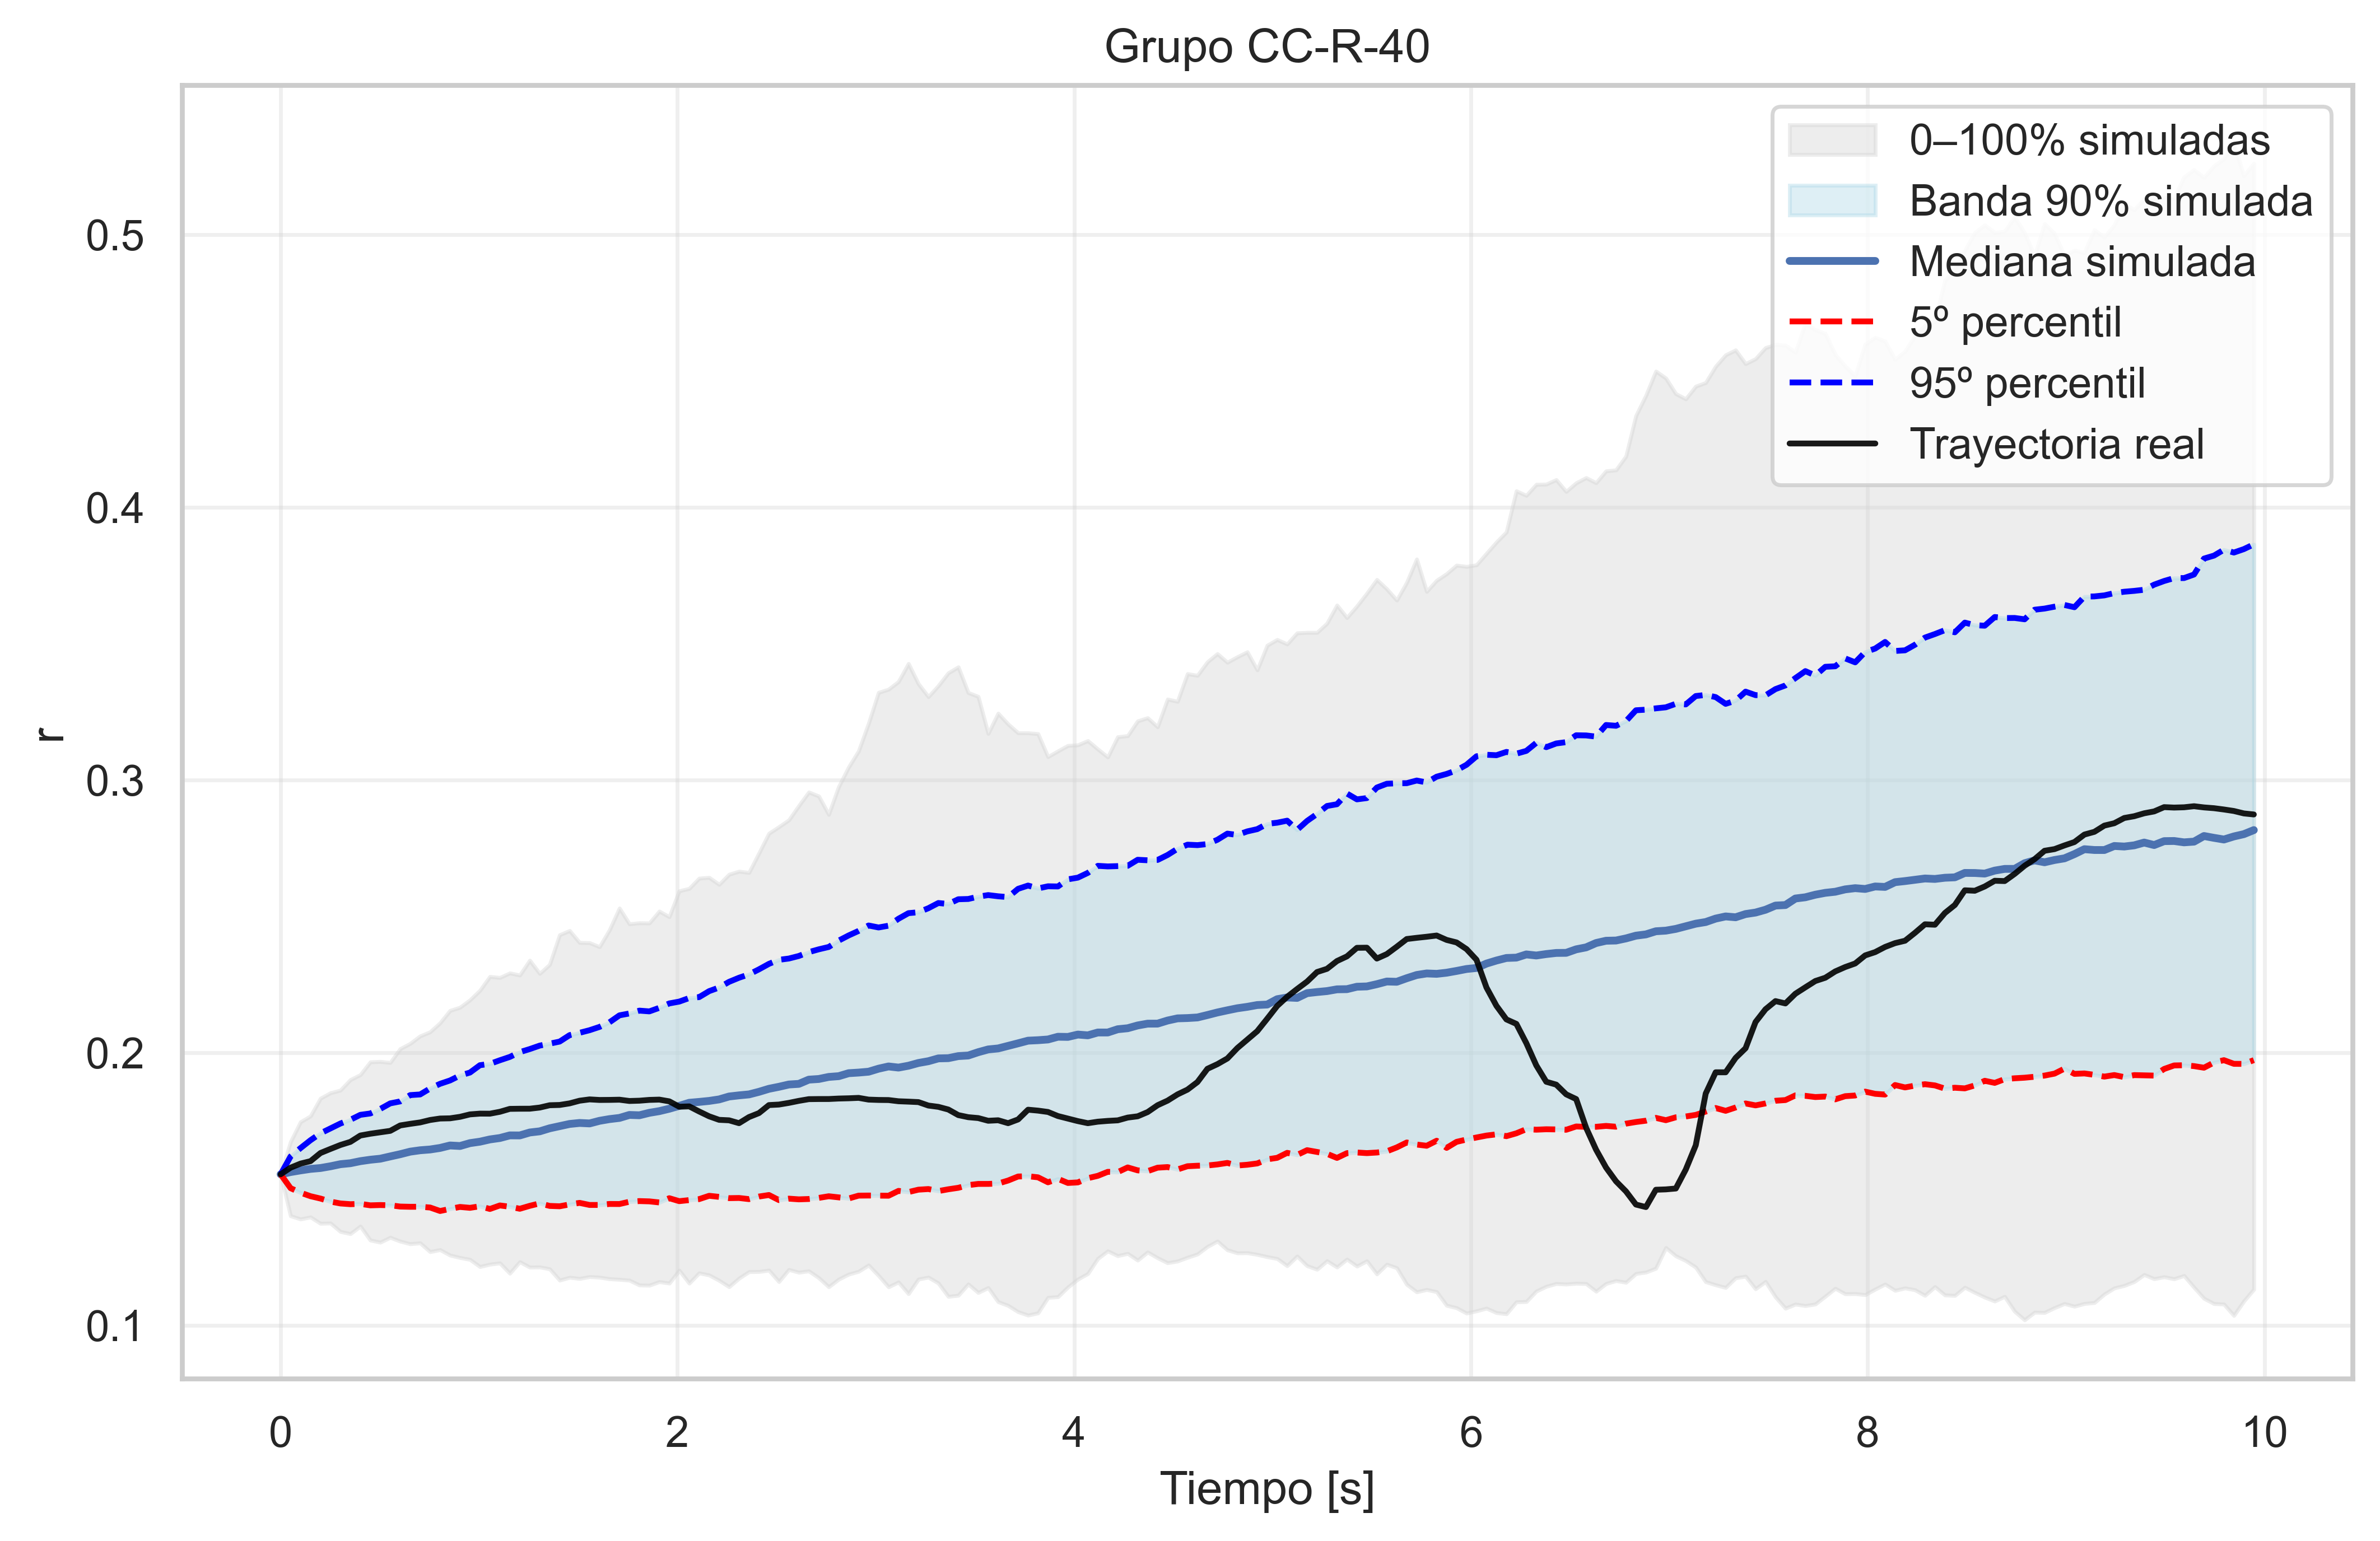 Grupo CC-R-40
0–100% simuladas
Banda 90% simulada
Mediana simulada
5º percentil
95º percentil
Trayectoria real
r
0.5
0.4
0.3
0.2
0.1
0 2 4 6 8 10
Tiempo [s]